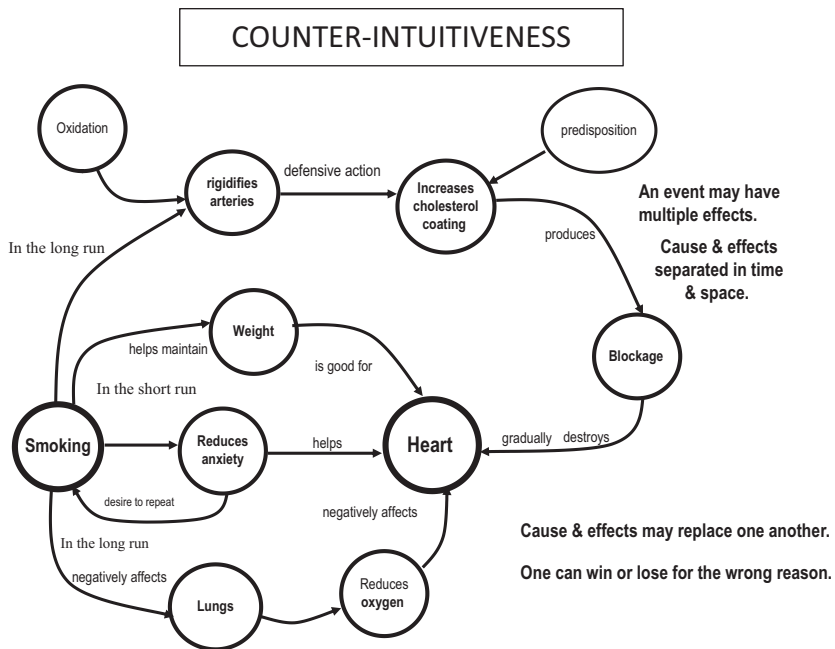 COUNTER-INTUITIVENESS
Oxidation
predisposition
rigidifies
arteries
defensive action
Increases
cholesterol
coating
An event may have
multiple effects.
Cause & effects
separated in time
& space.
In the long run
produces
Weight
helps maintain
is good for
Blockage
In the short run
Smoking
Reduces
anxiety
helps
Heart
gradually destroys
desire to repeat
In the long run
negatively affects
negatively affects
Lungs
Reduces
oxygen
Cause & effects may replace one another.
One can win or lose for the wrong reason.